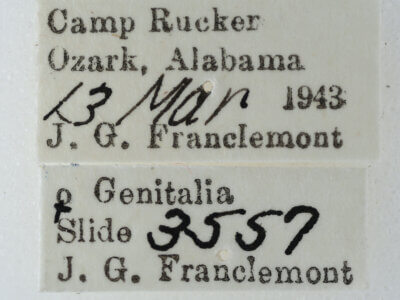 Camp Rucker
Ozark, Alabama
13 Mar 1943
J. G. Franclemont
♀ Genitalia
Slide 3557
J. G. Franclemont